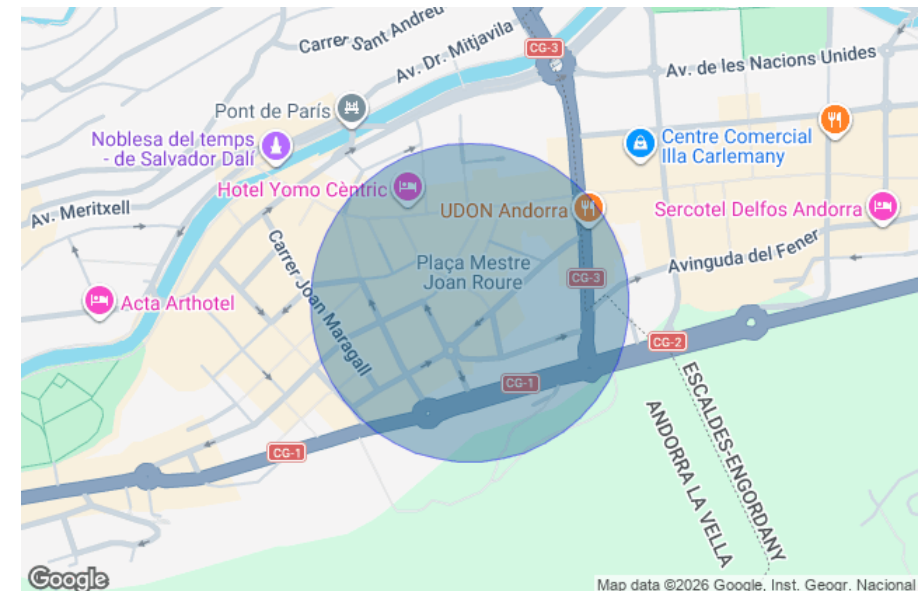 Carrer Sant Andreu
Av. Dr. Mitjavila
CG-3
Av. de les Nacions Unides
Pont de París
Noblesa del temps
- de Salvador Dalí
Centre Comercial
Illa Carlemany
Hotel Yomo Cèntric
UDON Andorra
Sercotel Delfos Andorra
Av. Meritxell
Avinguda del Fener
Plaça Mestre
Joan Roure
CG-3
Carrer Joan Maragall
Acta Arthotel
CG-2
CG-1
ESCALDES-ENGORDANY
ANDORRA LA VELLA
CG-1
Google
Map data ©2026 Google, Inst. Geogr. Nacional